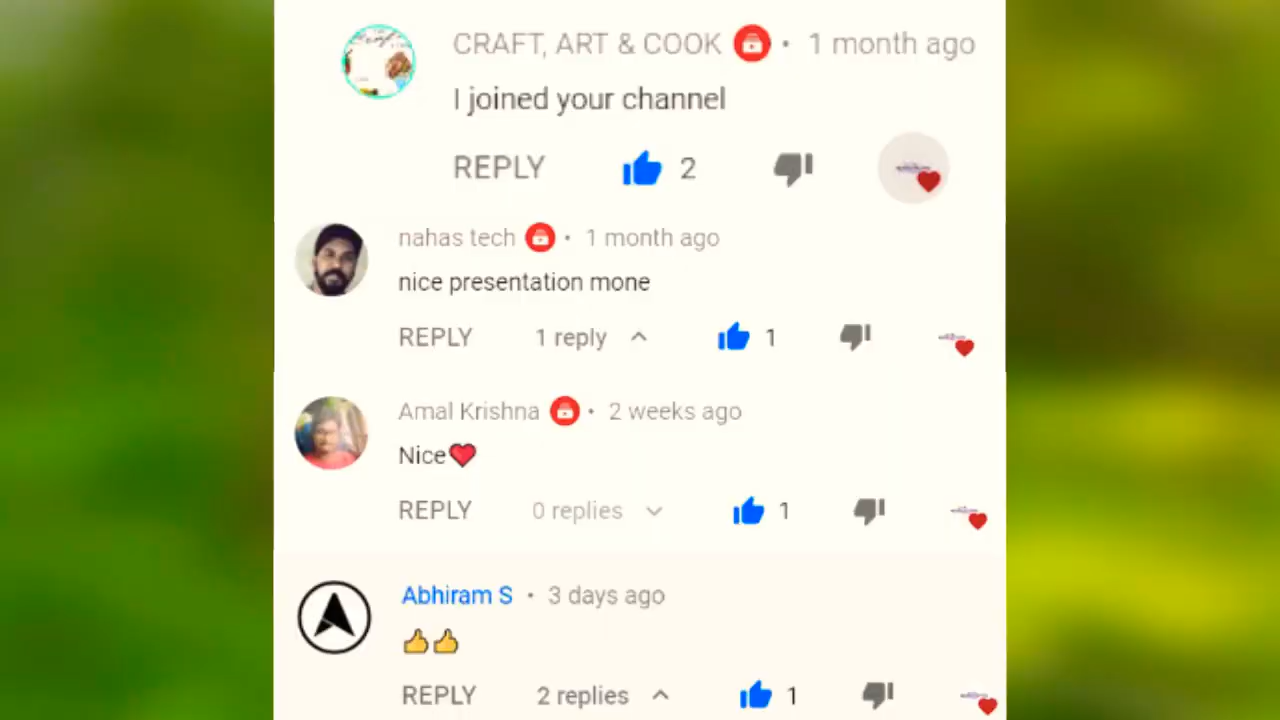 CRAFT, ART & COOK • 1 month ago
I joined your channel
REPLY 2
nahas tech • 1 month ago
nice presentation mone
REPLY 1 reply 1
Amal Krishna • 2 weeks ago
Nice❤️
REPLY 0 replies 1
Abhiram S • 3 days ago
👍👍
REPLY 2 replies 1